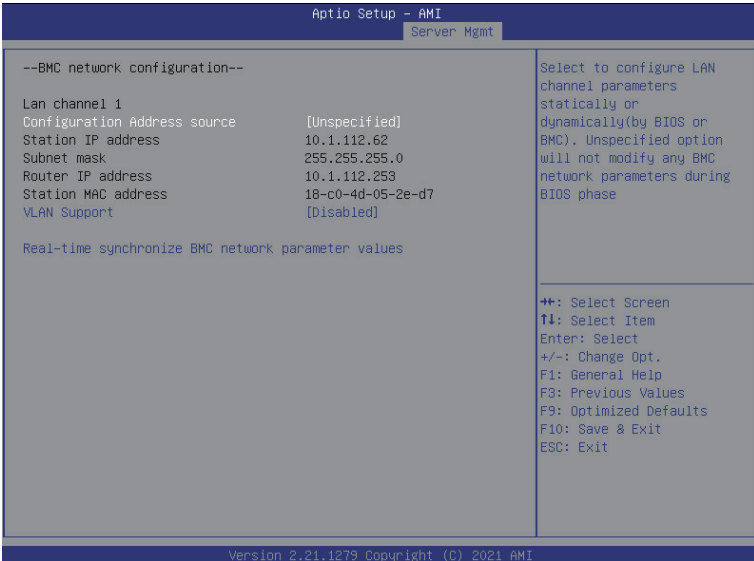 Aptio Setup – AMI
Server Mgmt
--BMC network configuration--
Lan channel 1
Configuration Address source [Unspecified]
Station IP address 10.1.112.62
Subnet mask 255.255.255.0
Router IP address 10.1.112.253
Station MAC address 18-c0-4d-05-2e-d7
VLAN Support [Disabled]
Real-time synchronize BMC network parameter values
Select to configure LAN
channel parameters
statically or
dynamically(by BIOS or
BMC). Unspecified option
will not modify any BMC
network parameters during
BIOS phase
→←: Select Screen
↑↓: Select Item
Enter: Select
+/-: Change Opt.
F1: General Help
F3: Previous Values
F9: Optimized Defaults
F10: Save & Exit
ESC: Exit
Version 2.21.1279 Copyright (C) 2021 AMI